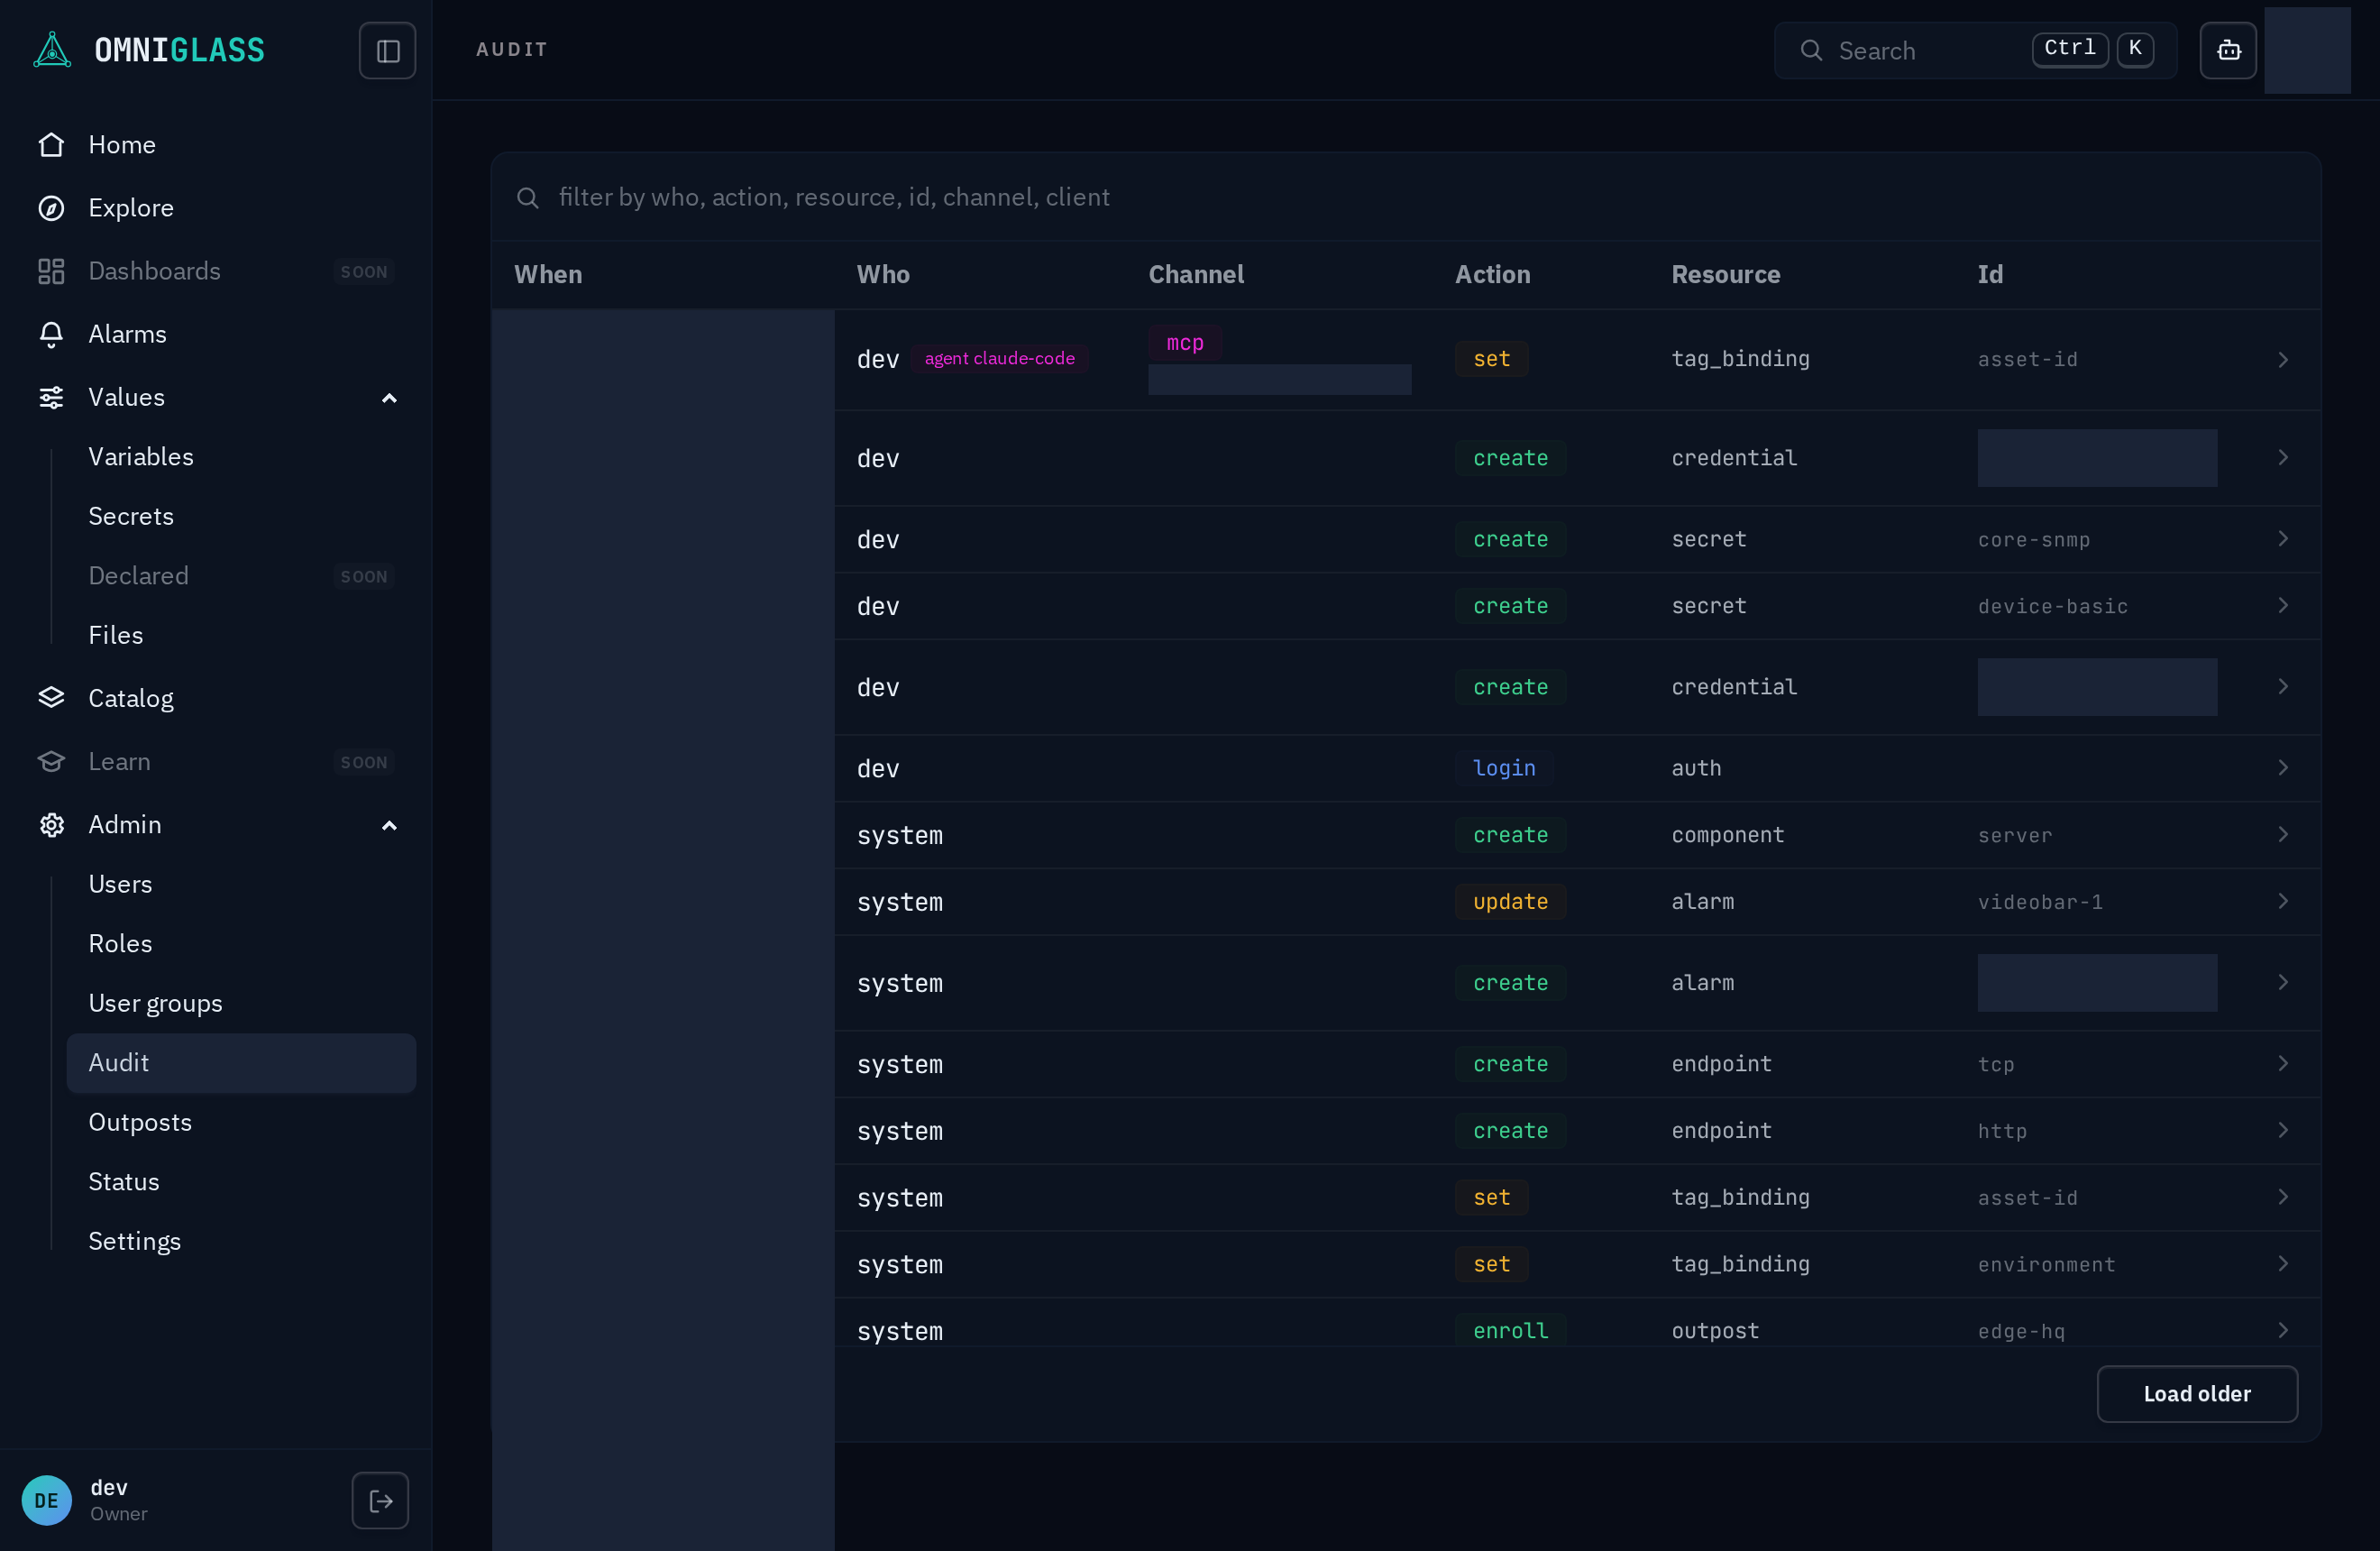 OMNIGLASS
AUDIT
Search
Ctrl K
Home
Explore
Dashboards SOON
Alarms
Values
Variables
Secrets
Declared SOON
Files
Catalog
Learn SOON
Admin
Users
Roles
User groups
Audit
Outposts
Status
Settings
DE
dev
Owner
filter by who, action, resource, id, channel, client
When Who Channel Action Resource Id
dev agent claude-code mcp set tag_binding asset-id
dev create credential
dev create secret core-snmp
dev create secret device-basic
dev create credential
dev login auth
system create component server
system update alarm videobar-1
system create alarm
system create endpoint tcp
system create endpoint http
system set tag_binding asset-id
system set tag_binding environment
system enroll outpost edge-hq
Load older